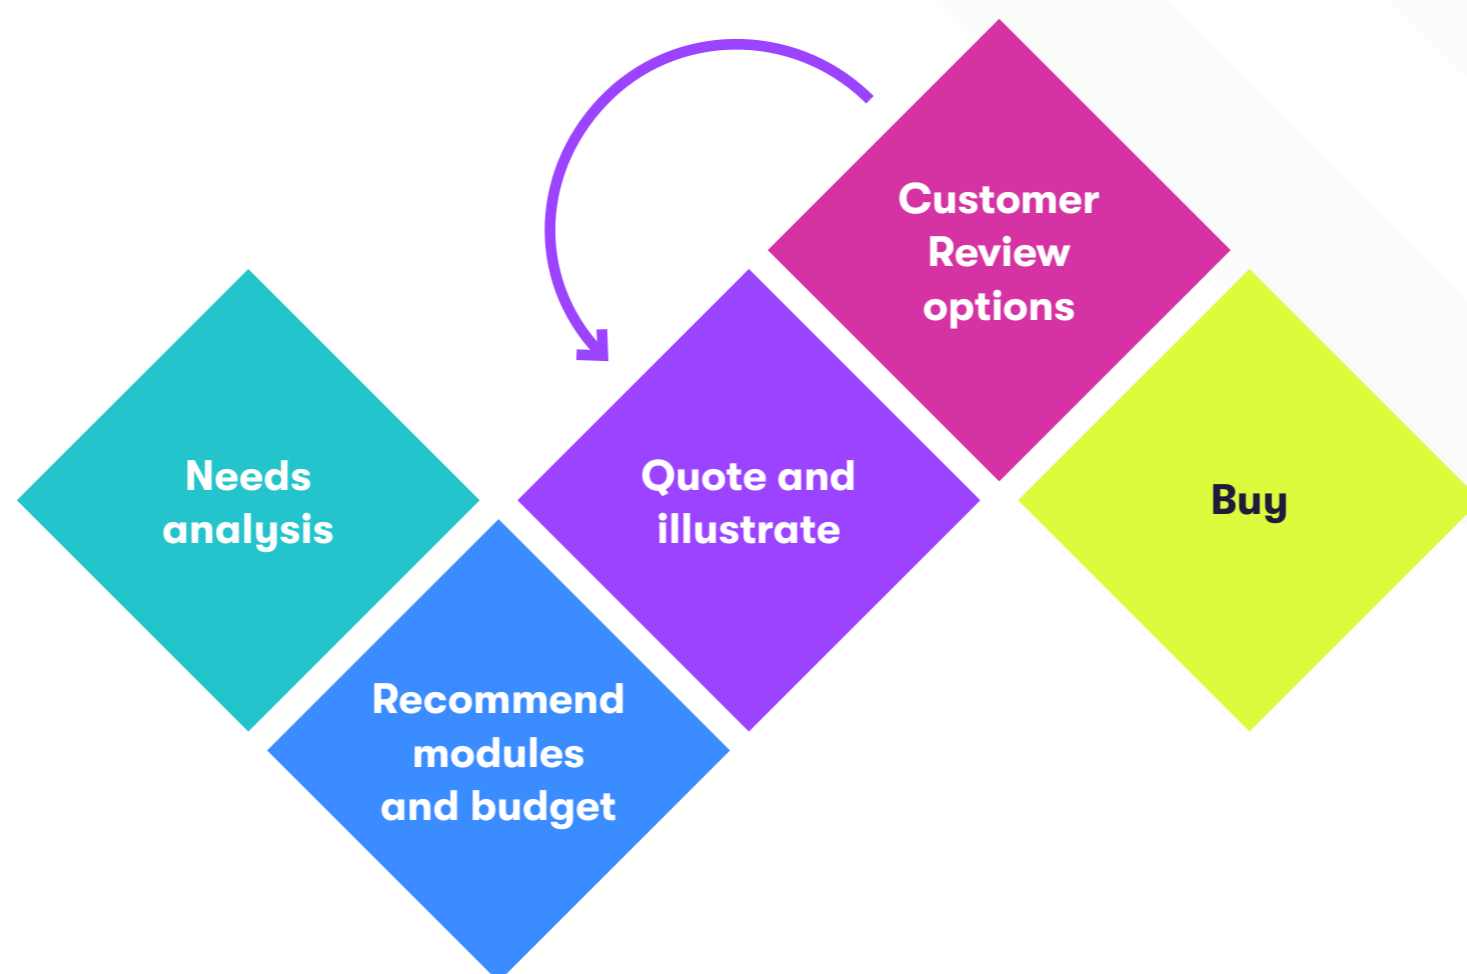 Needs
analysis
Recommend
modules
and budget
Quote and
illustrate
Customer
Review
options
Buy